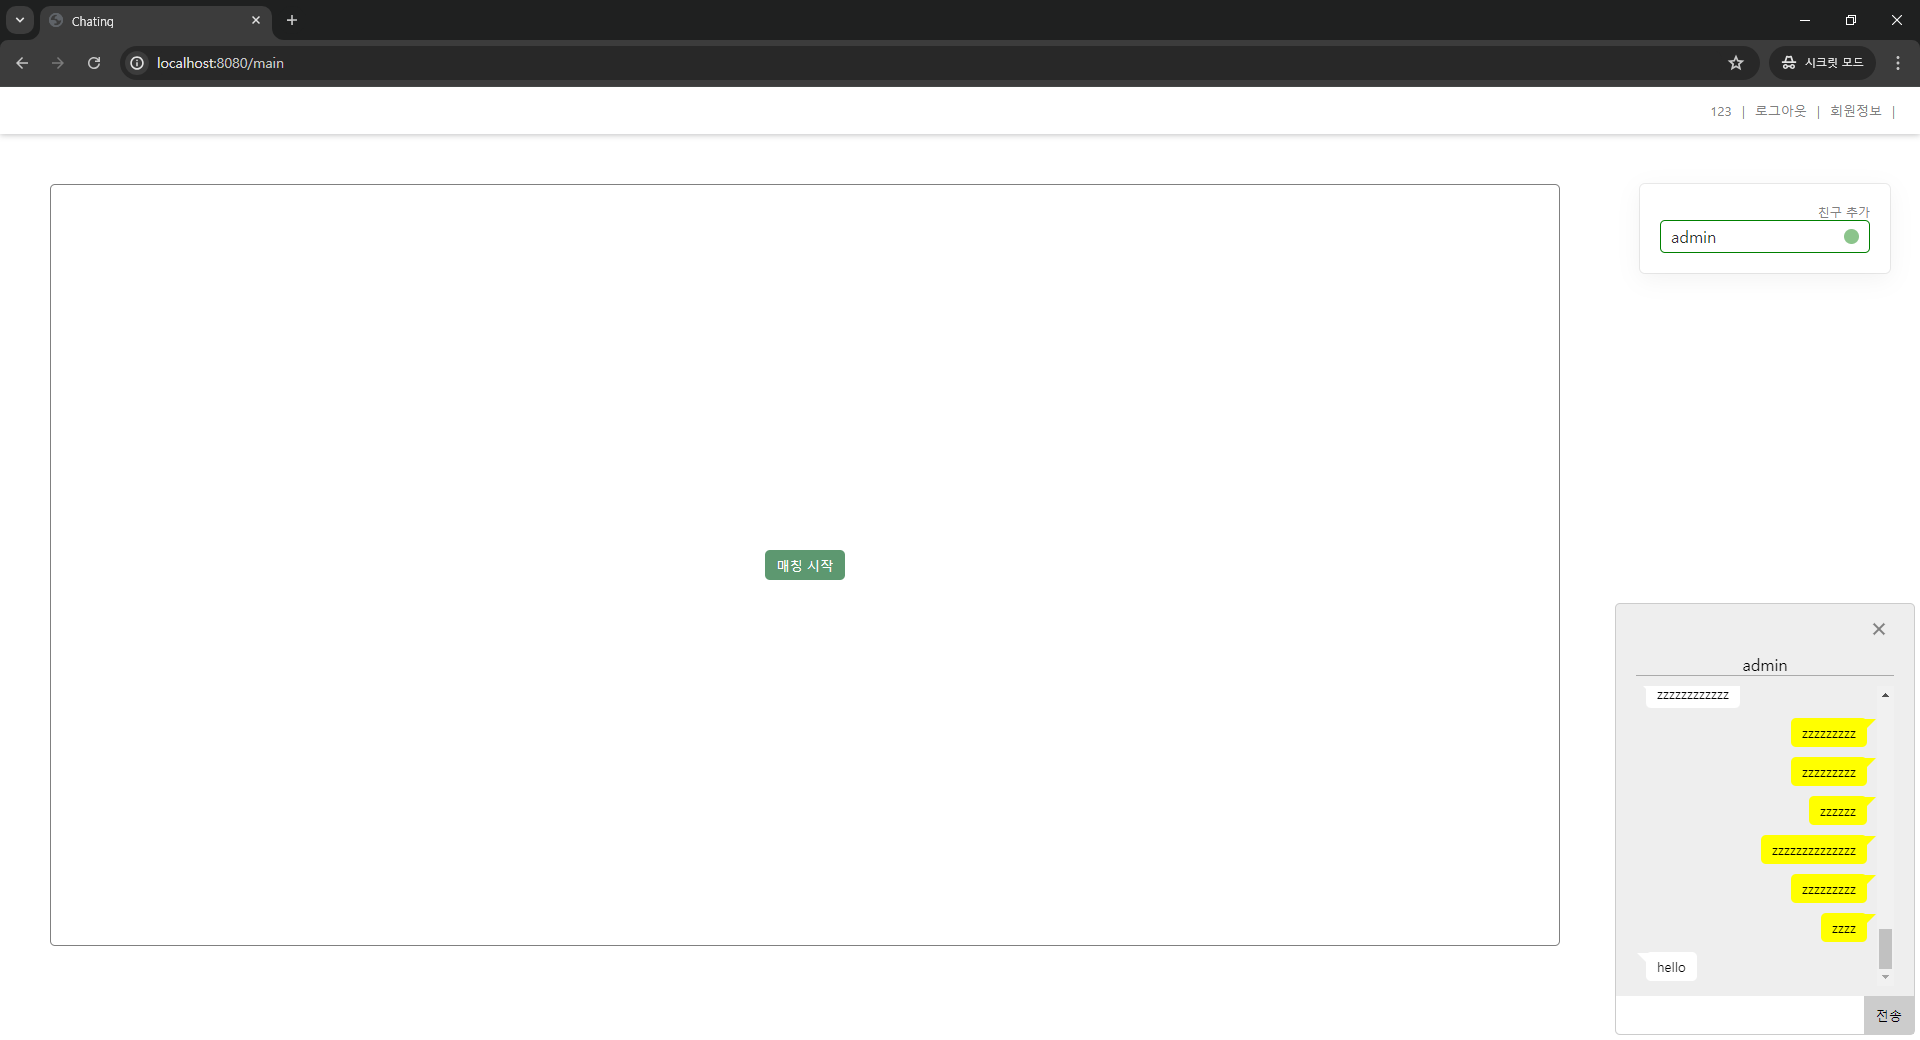 Chatinq
localhost:8080/main
시크릿 모드
123 | 로그아웃 | 회원정보 |
친구 추가
admin
매칭 시작
admin
zzzzzzzzzzzz
zzzzzzzzz
zzzzzzzzz
zzzzzz
zzzzzzzzzzzzzz
zzzzzzzzz
zzzz
hello
전송